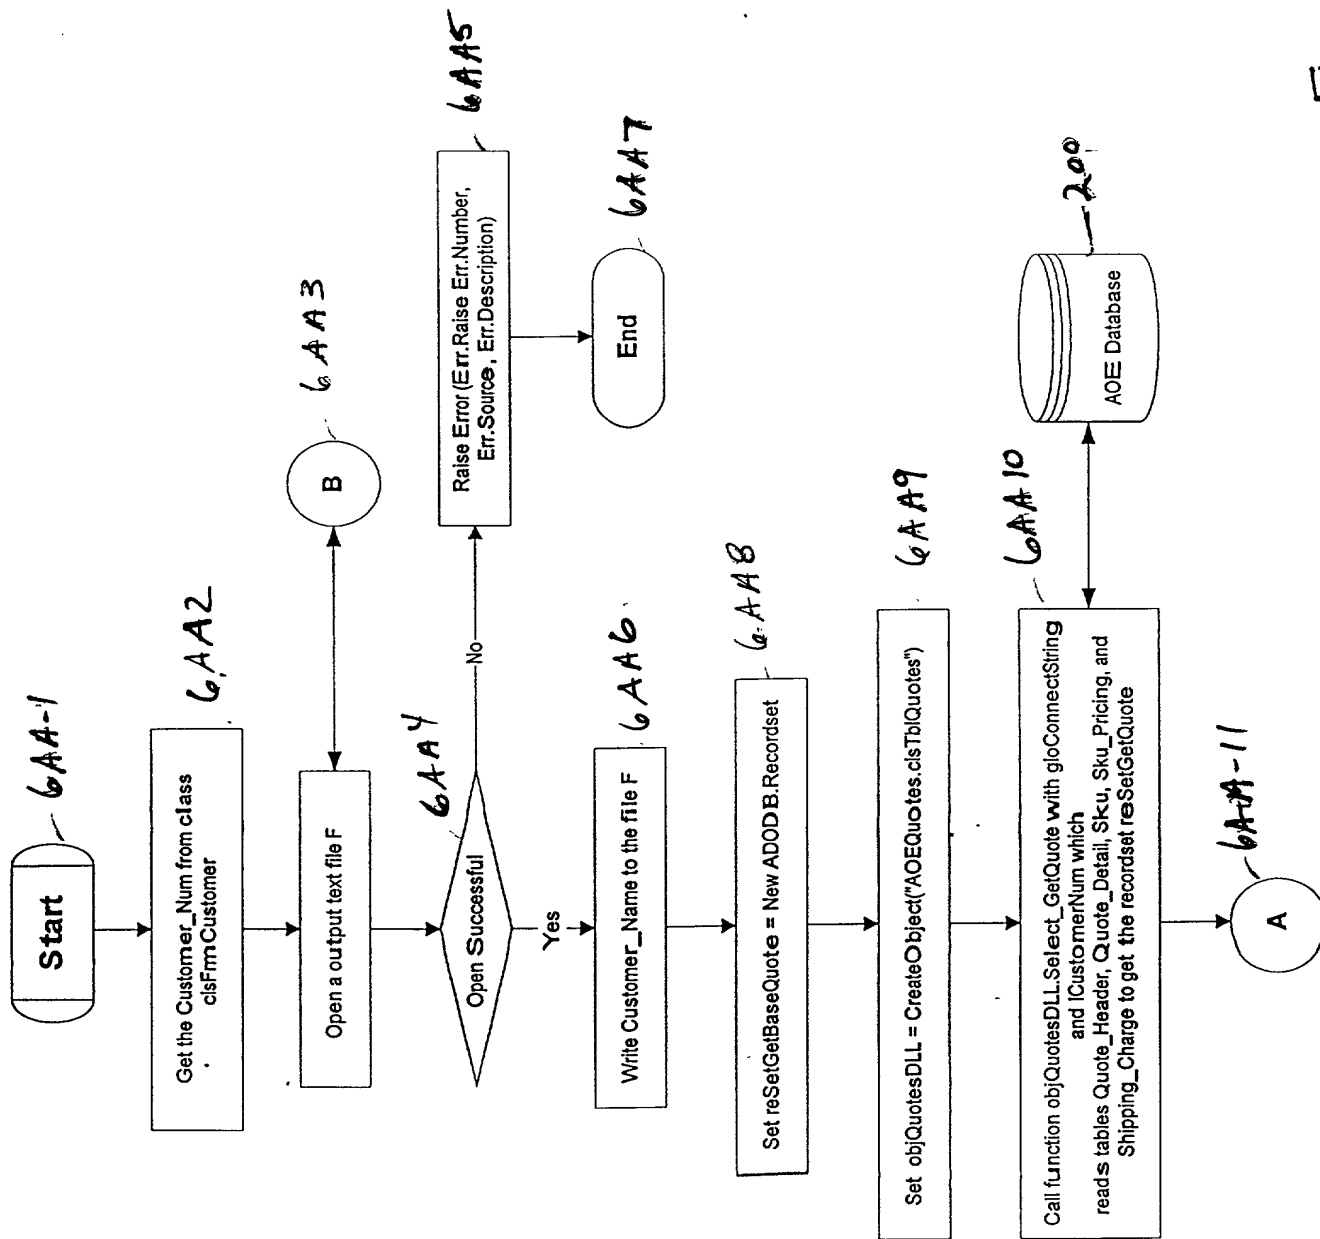 Start
6AA-1
Get the Customer_Num from class
clsFrmCustomer
6AA2
Open a output text file F
B
6AA3
Open Successful
6AA4
No
Raise Error (Err.Raise Err.Number,
Err.Source, Err.Description)
6AA5
End
6AA7
Yes
Write Customer_Name to the file F
6AA6
Set reSetGetBaseQuote = New ADODB.Recordset
6AA8
Set objQuotesDLL = CreateObject("AOEQuotes.clsTblQuotes")
6AA9
Call function objQuotesDLL.Select_GetQuote with gloConnectString
and lCustomerNum which
reads tables Quote_Header, Quote_Detail, Sku, Sku_Pricing, and
Shipping_Charge to get the recordset reSetGetQuote
6AA10
AOE Database
200
A
6AA-11